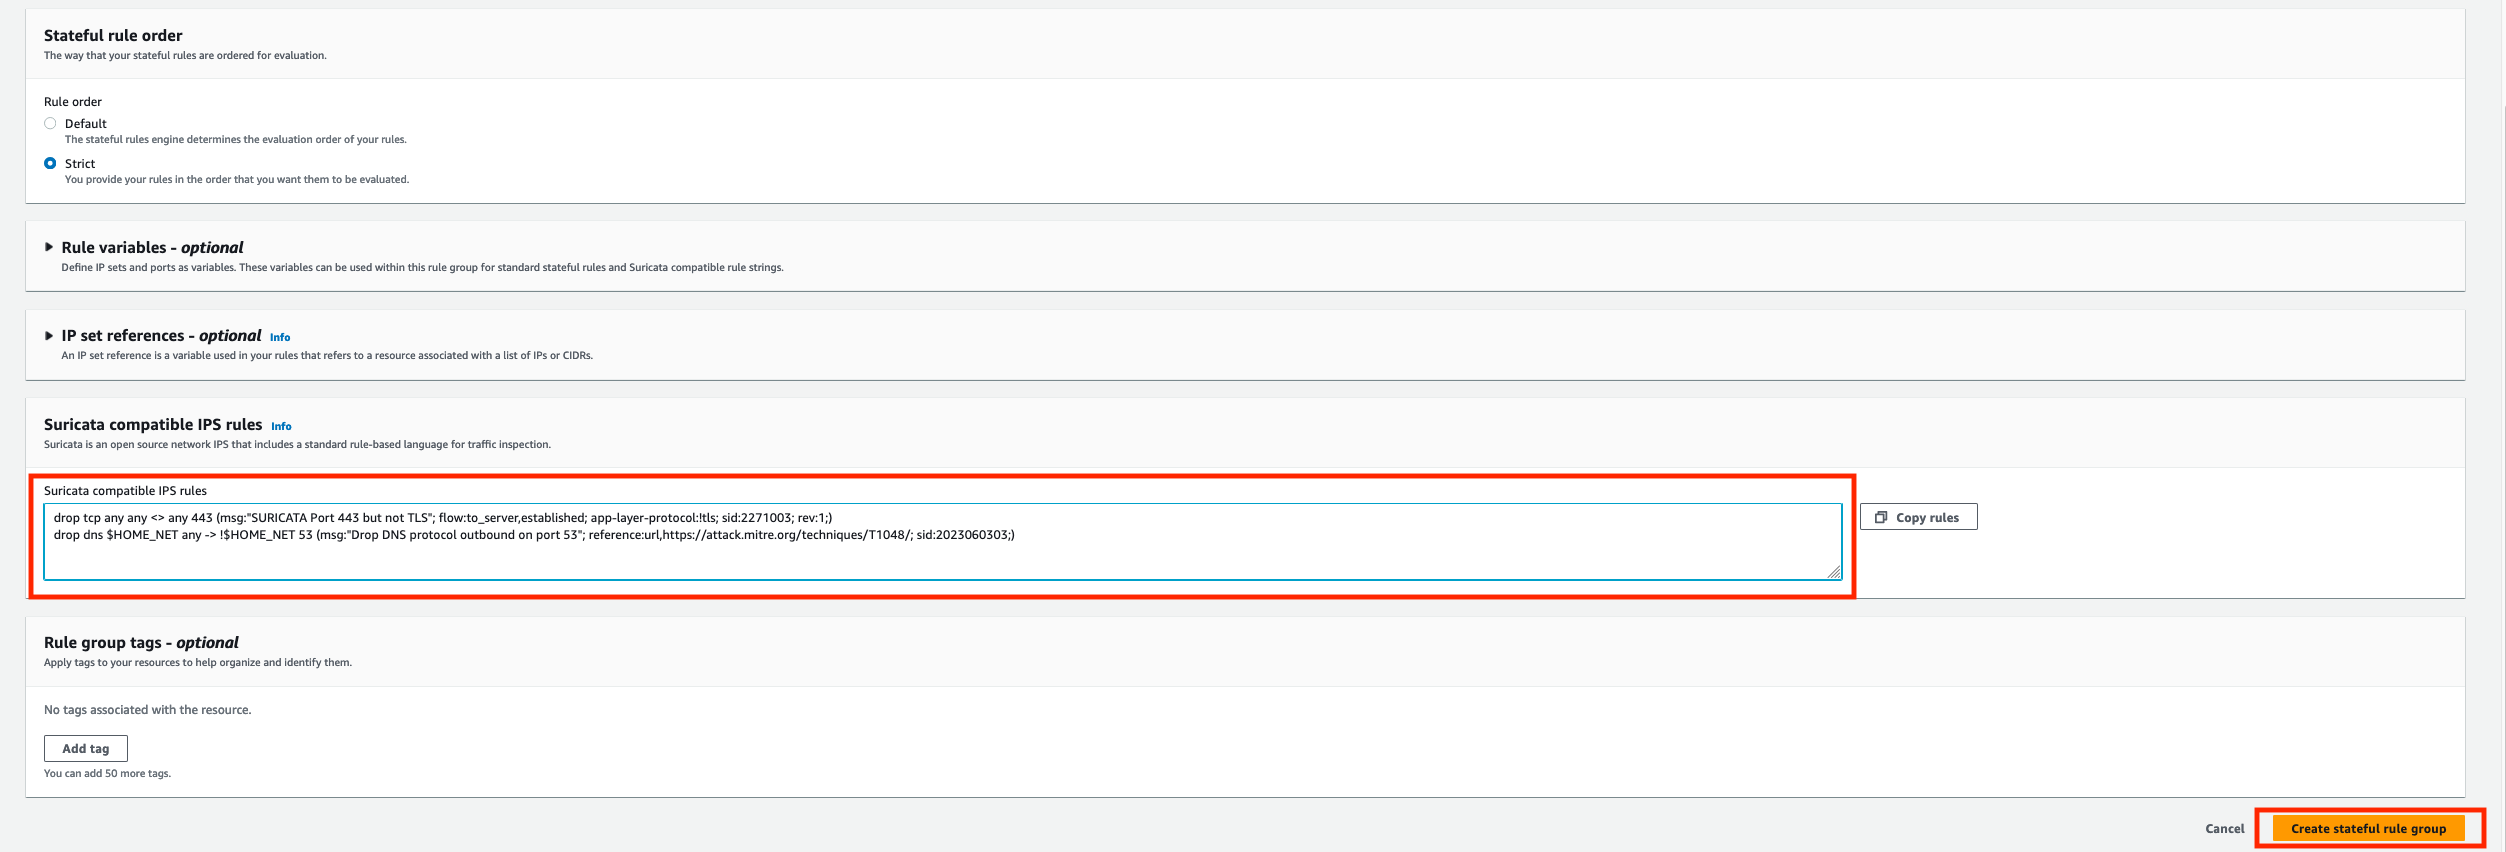 Stateful rule order
The way that your stateful rules are ordered for evaluation.
Rule order
Default
The stateful rules engine determines the evaluation order of your rules.
Strict
You provide your rules in the order that you want them to be evaluated.
Rule variables - optional
Define IP sets and ports as variables. These variables can be used within this rule group for standard stateful rules and Suricata compatible rule strings.
IP set references - optional Info
An IP set reference is a variable used in your rules that refers to a resource associated with a list of IPs or CIDRs.
Suricata compatible IPS rules Info
Suricata is an open source network IPS that includes a standard rule-based language for traffic inspection.
Suricata compatible IPS rules
drop tcp any any <> any 443 (msg:"SURICATA Port 443 but not TLS"; flow:to_server,established; app-layer-protocol:!tls; sid:2271003; rev:1;)
drop dns $HOME_NET any -> !$HOME_NET 53 (msg:"Drop DNS protocol outbound on port 53"; reference:url,https://attack.mitre.org/techniques/T1048/; sid:2023060303;)
Copy rules
Rule group tags - optional
Apply tags to your resources to help organize and identify them.
No tags associated with the resource.
Add tag
You can add 50 more tags.
Cancel
Create stateful rule group